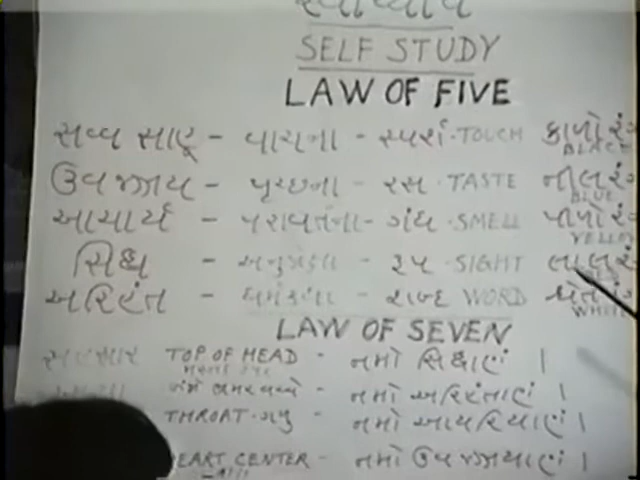 સ્વાધ્યાય
SELF STUDY
LAW OF FIVE
સવ્વ સાહૂ - વાચના - સ્પર્શ · TOUCH કાળો રંગ
BLACK
ઉવજ્ઝાય - પૃચ્છના - રસ · TASTE નીલ રંગ
BLUE
આચાર્ય - પરાવર્તના - ગંધ · SMELL પીળો રંગ
YELLOW
સિધ્ધ - અનુપ્રેક્ષા - રૂપ · SIGHT લાલ રંગ
અરિહંત - ધર્મકથા - શબ્દ WORD શ્વેત રંગ
WHITE
LAW OF SEVEN
સહસાર TOP OF HEAD - નમો સિધ્ધાણં |
નમો અરિહંતાણં |
THROAT - ગળુ - નમો આયરિયાણં |
HEART CENTER - નમો ઉવજ્ઝાયાણં |